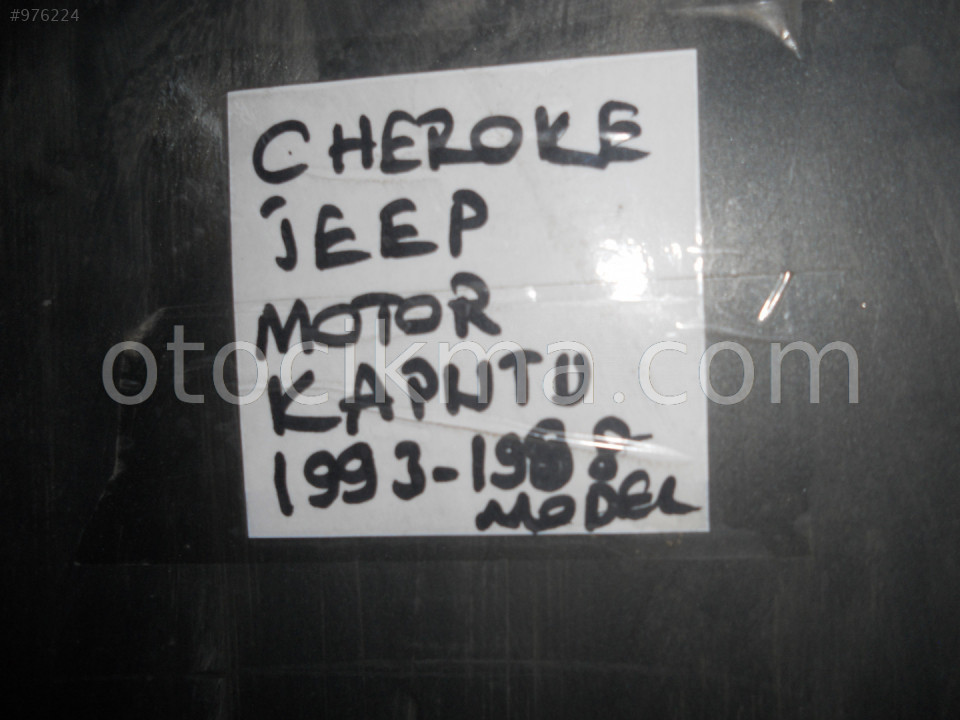 #976224
CHEROKE
JEEP
MOTOR
otocikma.com
KAPUTU
1993-1998
MODEL